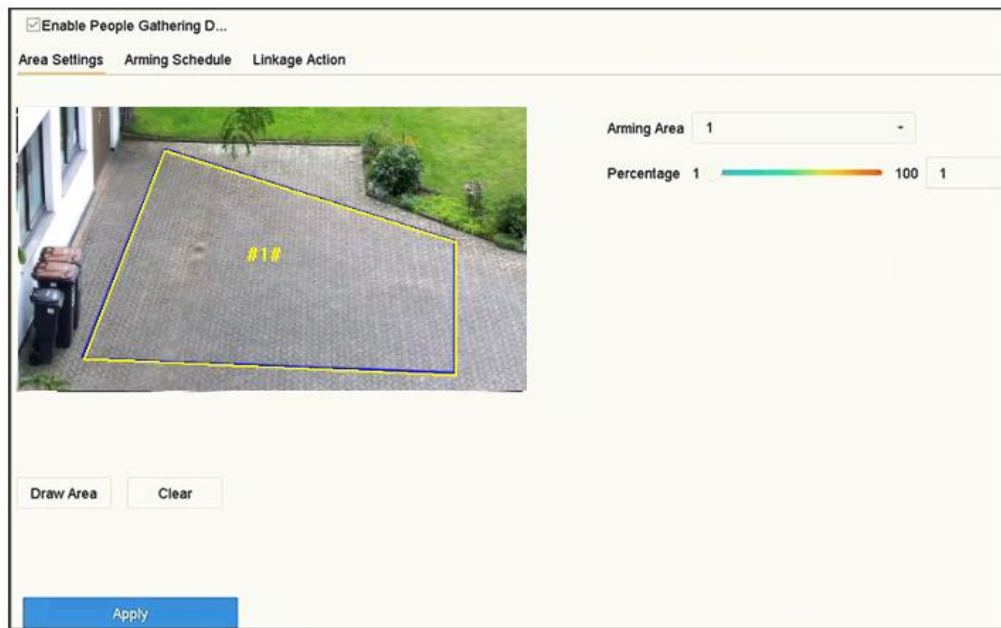 Enable People Gathering D...
Area Settings Arming Schedule Linkage Action
Arming Area 1
Percentage 1 100 1
#1#
Draw Area Clear
Apply